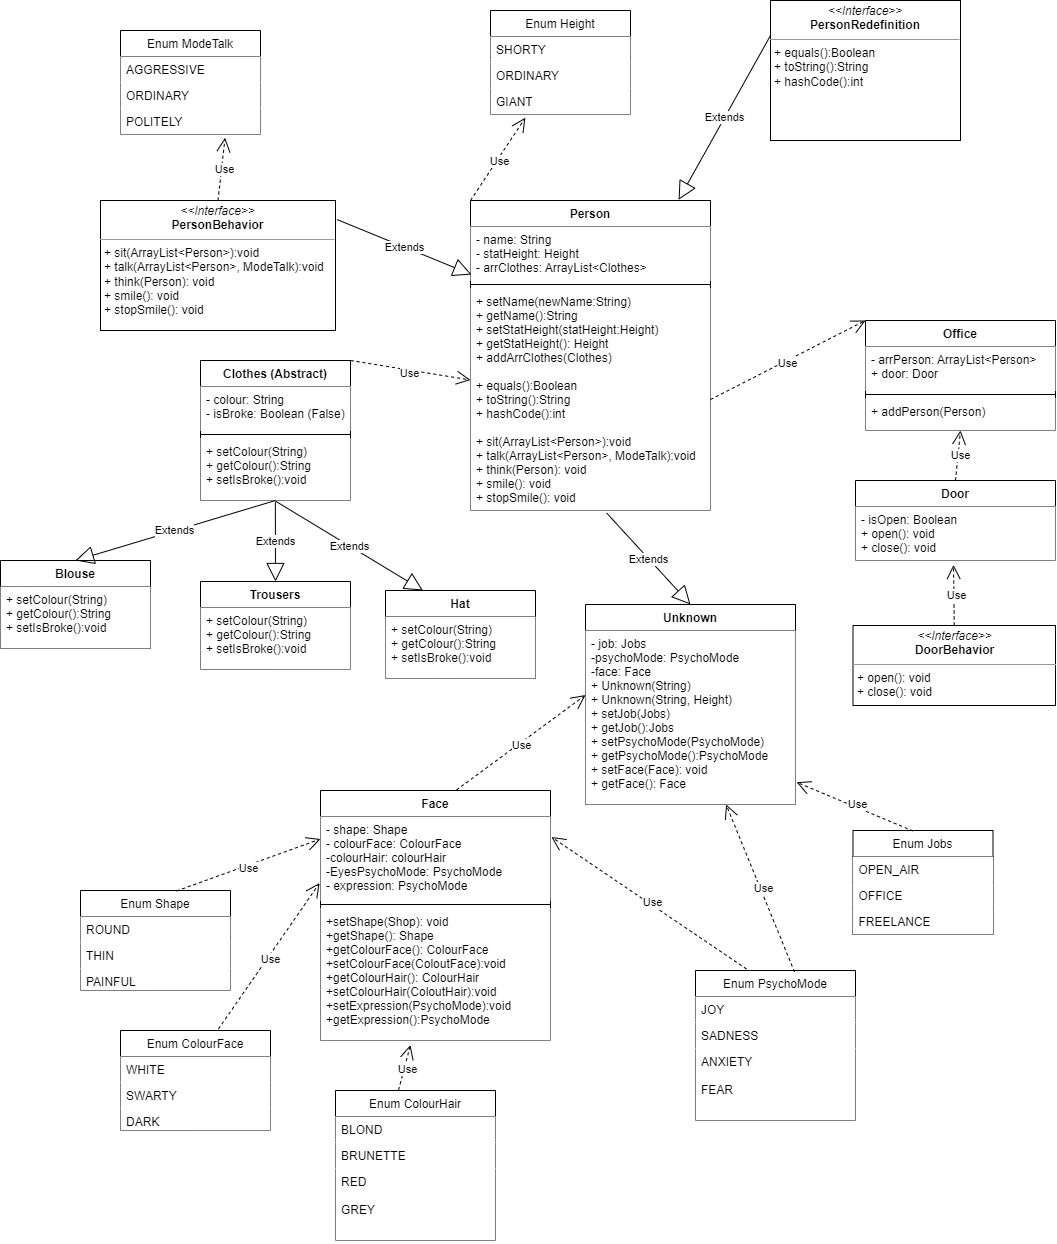 Enum ModeTalk
AGGRESSIVE
ORDINARY
POLITELY
Enum Height
SHORTY
ORDINARY
GIANT
<<Interface>>
PersonRedefinition
+ equals():Boolean
+ toString():String
+ hashCode():int
Extends
Use
Use
<<Interface>>
PersonBehavior
+ sit(ArrayList<Person>):void
+ talk(ArrayList<Person>, ModeTalk):void
+ think(Person): void
+ smile(): void
+ stopSmile(): void
Extends
Person
- name: String
- statHeight: Height
- arrClothes: ArrayList<Clothes>
+ setName(newName:String)
+ getName():String
+ setStatHeight(statHeight:Height)
+ getStatHeight(): Height
+ addArrClothes(Clothes)
+ equals():Boolean
+ toString():String
+ hashCode():int
+ sit(ArrayList<Person>):void
+ talk(ArrayList<Person>, ModeTalk):void
+ think(Person): void
+ smile(): void
+ stopSmile(): void
Use
Office
- arrPerson: ArrayList<Person>
+ door: Door
+ addPerson(Person)
Use
Clothes (Abstract)
- colour: String
- isBroke: Boolean (False)
+ setColour(String)
+ getColour():String
+ setIsBroke():void
Use
Door
- isOpen: Boolean
+ open(): void
+ close(): void
Use
<<Interface>>
DoorBehavior
+ open(): void
+ close(): void
Extends
Extends
Extends
Extends
Blouse
+ setColour(String)
+ getColour():String
+ setIsBroke():void
Trousers
+ setColour(String)
+ getColour():String
+ setIsBroke():void
Hat
+ setColour(String)
+ getColour():String
+ setIsBroke():void
Unknown
- job: Jobs
-psychoMode: PsychoMode
-face: Face
+ Unknown(String)
+ Unknown(String, Height)
+ setJob(Jobs)
+ getJob():Jobs
+ setPsychoMode(PsychoMode)
+ getPsychoMode():PsychoMode
+ setFace(Face): void
+ getFace(): Face
Use
Use
Use
Use
Face
- shape: Shape
- colourFace: ColourFace
-colourHair: colourHair
-EyesPsychoMode: PsychoMode
- expression: PsychoMode
+setShape(Shop): void
+getShape(): Shape
+getColourFace(): ColourFace
+setColourFace(ColoutFace):void
+getColourHair(): ColourHair
+setColourHair(ColoutHair):void
+setExpression(PsychoMode):void
+getExpression():PsychoMode
Enum Jobs
OPEN_AIR
OFFICE
FREELANCE
Use
Enum Shape
ROUND
THIN
PAINFUL
Use
Enum PsychoMode
JOY
SADNESS
ANXIETY
FEAR
Enum ColourFace
WHITE
SWARTY
DARK
Use
Enum ColourHair
BLOND
BRUNETTE
RED
GREY